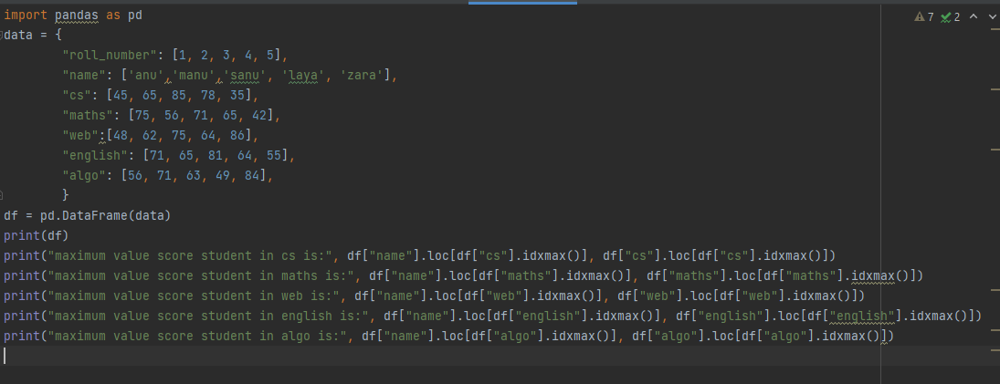 import pandas as pd
7 2
data = {
"roll_number": [1, 2, 3, 4, 5],
"name": ['anu','manu','sanu', 'laya', 'zara'],
"cs": [45, 65, 85, 78, 35],
"maths": [75, 56, 71, 65, 42],
"web":[48, 62, 75, 64, 86],
"english": [71, 65, 81, 64, 55],
"algo": [56, 71, 63, 49, 84],
}
df = pd.DataFrame(data)
print(df)
print("maximum value score student in cs is:", df["name"].loc[df["cs"].idxmax()], df["cs"].loc[df["cs"].idxmax()])
print("maximum value score student in maths is:", df["name"].loc[df["maths"].idxmax()], df["maths"].loc[df["maths"].idxmax()])
print("maximum value score student in web is:", df["name"].loc[df["web"].idxmax()], df["web"].loc[df["web"].idxmax()])
print("maximum value score student in english is:", df["name"].loc[df["english"].idxmax()], df["english"].loc[df["english"].idxmax()])
print("maximum value score student in algo is:", df["name"].loc[df["algo"].idxmax()], df["algo"].loc[df["algo"].idxmax()])